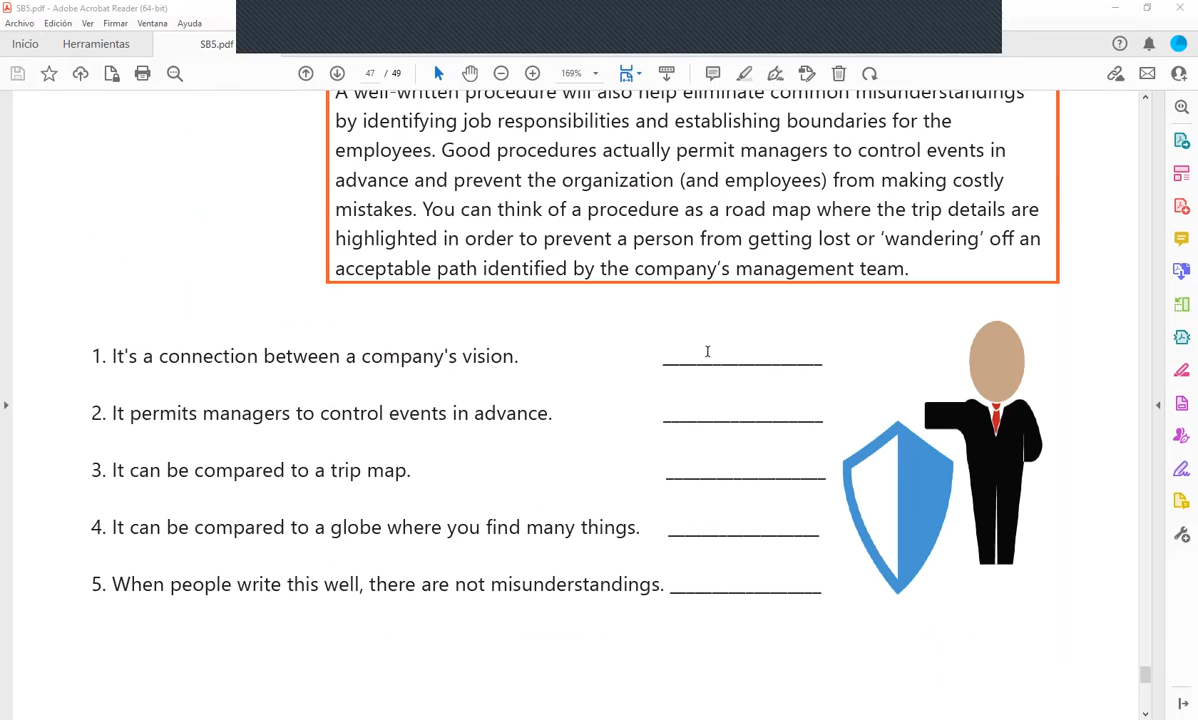 SB5.pdf - Adobe Acrobat Reader (64-bit)
Archivo Edición Ver Firmar Ventana Ayuda
Inicio Herramientas SB5.pdf
47 / 49 169%
A well-written procedure will also help eliminate common misunderstandings
by identifying job responsibilities and establishing boundaries for the
employees. Good procedures actually permit managers to control events in
advance and prevent the organization (and employees) from making costly
mistakes. You can think of a procedure as a road map where the trip details are
highlighted in order to prevent a person from getting lost or ‘wandering’ off an
acceptable path identified by the company’s management team.
1. It's a connection between a company's vision. __________________
2. It permits managers to control events in advance. __________________
3. It can be compared to a trip map. __________________
4. It can be compared to a globe where you find many things. _________________
5. When people write this well, there are not misunderstandings. _________________